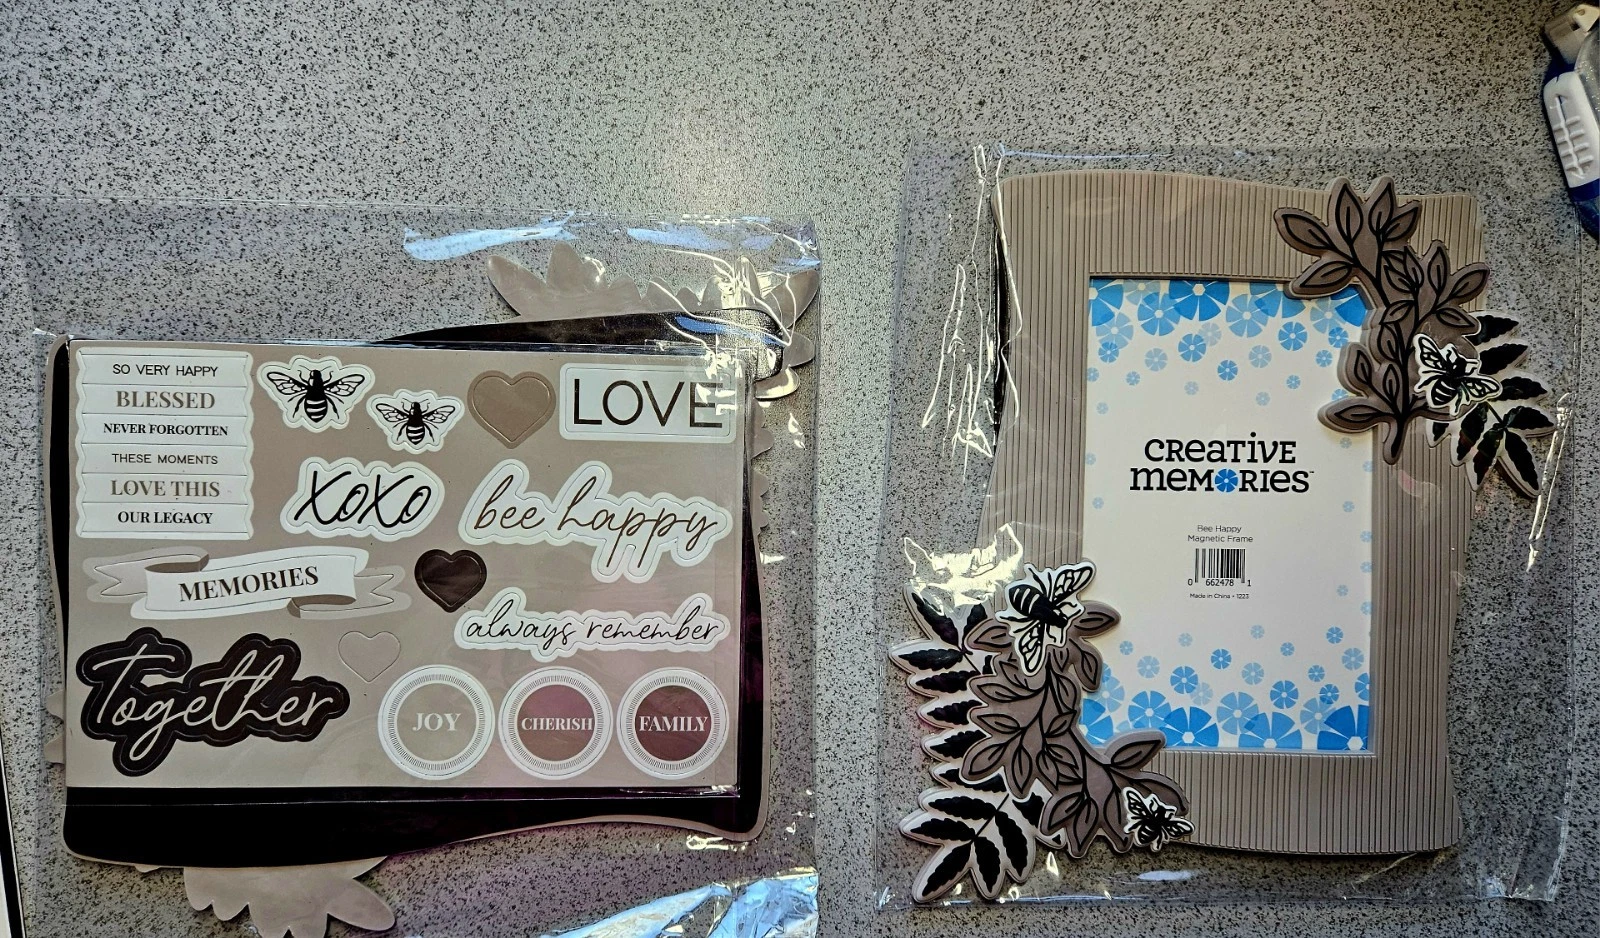 SO VERY HAPPY
BLESSED
NEVER FORGOTTEN
THESE MOMENTS
LOVE THIS
OUR LEGACY
LOVE
xoxo
bee happy
MEMORIES
always remember
Together
JOY
CHERISH
FAMILY
CREATIVE
MEMORIES™
Bee Happy
Magnetic Frame
0 662478 1
Made in China • 1223